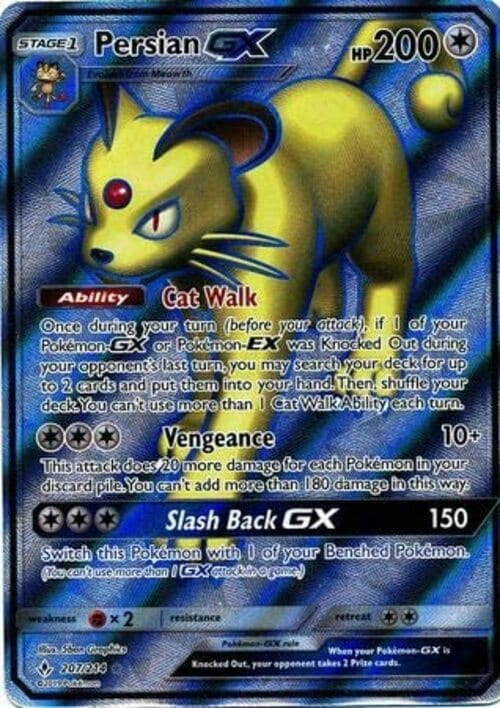 STAGE 1 Persian GX HP 200
Evolves from Meowth
Ability Cat Walk
Once during your turn (before your attack), if 1 of your
Pokémon-GX or Pokémon-EX was Knocked Out during
your opponent's last turn, you may search your deck for up
to 2 cards and put them into your hand. Then, shuffle your
deck. You can't use more than 1 Cat Walk Ability each turn.
Vengeance 10+
This attack does 20 more damage for each Pokémon in your
discard pile. You can't add more than 180 damage in this way.
Slash Back GX 150
Switch this Pokémon with 1 of your Benched Pokémon.
(You can't use more than 1 GX attack in a game.)
weakness ×2 resistance retreat
Illus. 5ban Graphics
207/214
©2019 Pokémon
Pokémon-GX rule
When your Pokémon-GX is
Knocked Out, your opponent takes 2 Prize cards.